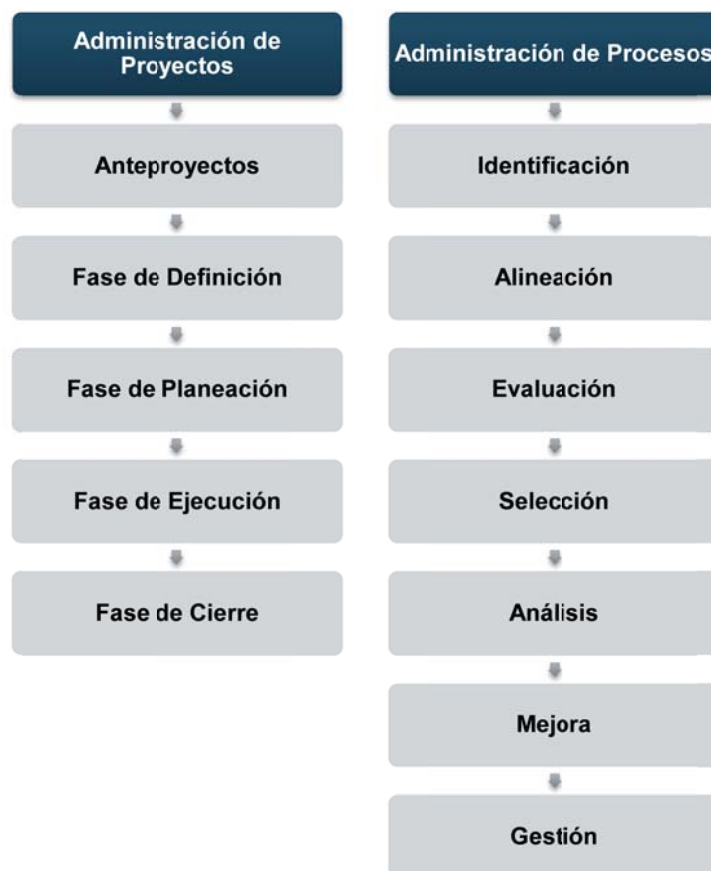 Administración de
Proyectos
Anteproyectos
Fase de Definición
Fase de Planeación
Fase de Ejecución
Fase de Cierre
Administración de Procesos
Identificación
Alineación
Evaluación
Selección
Análisis
Mejora
Gestión